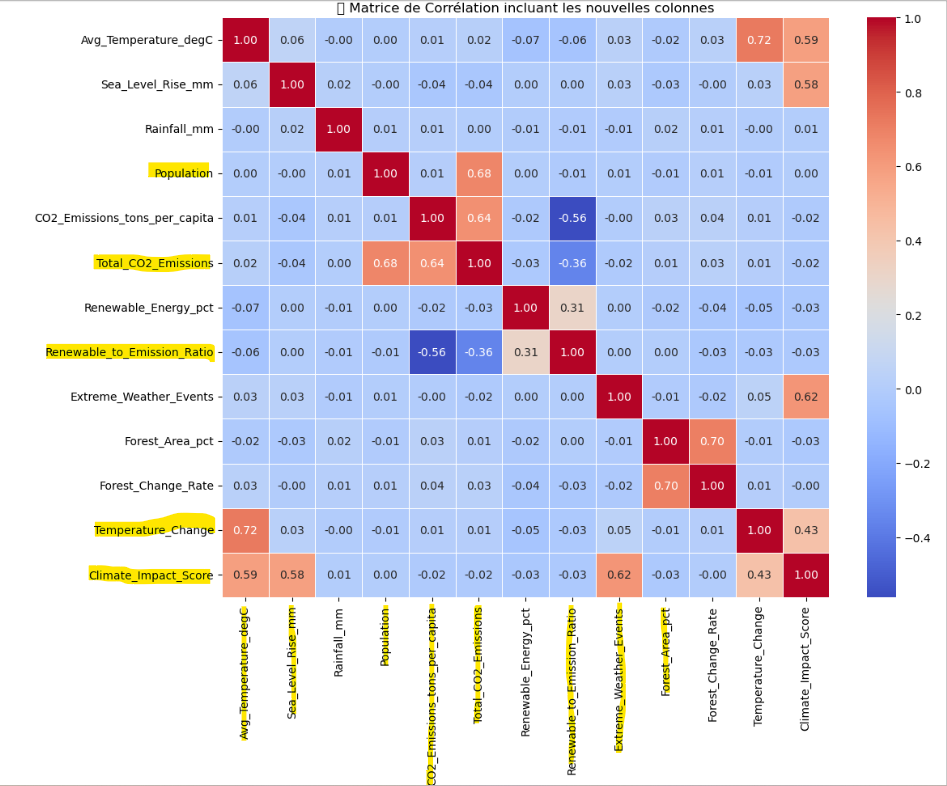 Matrice de Corrélation incluant les nouvelles colonnes
Avg_Temperature_degC 1.00 0.06 -0.00 0.00 0.01 0.02 -0.07 -0.06 0.03 -0.02 0.03 0.72 0.59
Sea_Level_Rise_mm 0.06 1.00 0.02 -0.00 -0.04 -0.04 0.00 0.00 0.03 -0.03 -0.00 0.03 0.58
Rainfall_mm -0.00 0.02 1.00 0.01 0.01 0.00 -0.01 -0.01 -0.01 0.02 0.01 -0.00 0.01
Population 0.00 -0.00 0.01 1.00 0.01 0.68 0.00 -0.01 0.01 -0.01 0.01 -0.01 0.00
CO2_Emissions_tons_per_capita 0.01 -0.04 0.01 0.01 1.00 0.64 -0.02 -0.56 -0.00 0.03 0.04 0.01 -0.02
Total_CO2_Emissions 0.02 -0.04 0.00 0.68 0.64 1.00 -0.03 -0.36 -0.02 0.01 0.03 0.01 -0.02
Renewable_Energy_pct -0.07 0.00 -0.01 0.00 -0.02 -0.03 1.00 0.31 0.00 -0.02 -0.04 -0.05 -0.03
Renewable_to_Emission_Ratio -0.06 0.00 -0.01 -0.01 -0.56 -0.36 0.31 1.00 0.00 0.00 -0.03 -0.03 -0.03
Extreme_Weather_Events 0.03 0.03 -0.01 0.01 -0.00 -0.02 0.00 0.00 1.00 -0.01 -0.02 0.05 0.62
Forest_Area_pct -0.02 -0.03 0.02 -0.01 0.03 0.01 -0.02 0.00 -0.01 1.00 0.70 -0.01 -0.03
Forest_Change_Rate 0.03 -0.00 0.01 0.01 0.04 0.03 -0.04 -0.03 -0.02 0.70 1.00 0.01 -0.00
Temperature_Change 0.72 0.03 -0.00 -0.01 0.01 0.01 -0.05 -0.03 0.05 -0.01 0.01 1.00 0.43
Climate_Impact_Score 0.59 0.58 0.01 0.00 -0.02 -0.02 -0.03 -0.03 0.62 -0.03 -0.00 0.43 1.00
Avg_Temperature_degC
Sea_Level_Rise_mm
Rainfall_mm
Population
CO2_Emissions_tons_per_capita
Total_CO2_Emissions
Renewable_Energy_pct
Renewable_to_Emission_Ratio
Extreme_Weather_Events
Forest_Area_pct
Forest_Change_Rate
Temperature_Change
Climate_Impact_Score
1.0
0.8
0.6
0.4
0.2
0.0
−0.2
−0.4